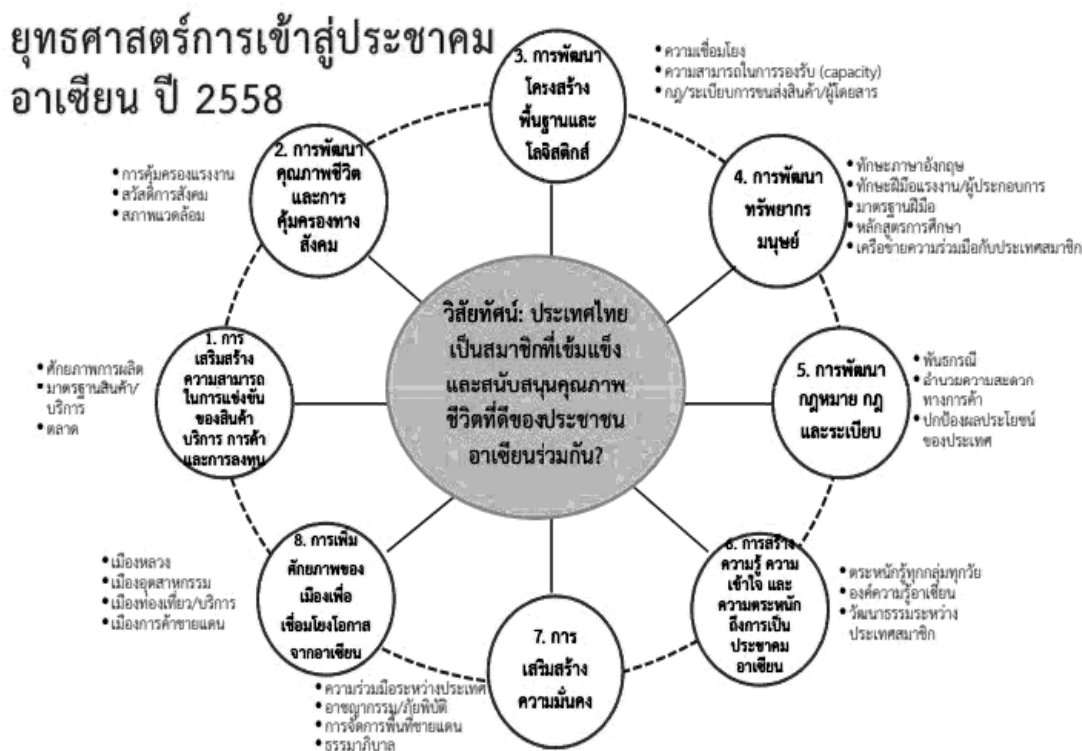 ยุทธศาสตร์การเข้าสู่ประชาคม
อาเซียน ปี 2558
3. การพัฒนา
โครงสร้าง
พื้นฐานและ
โลจิสติกส์
• ความเชื่อมโยง
• ความสามารถในการรองรับ (capacity)
• กฎ/ระเบียบการขนส่งสินค้า/ผู้โดยสาร
2. การพัฒนา
คุณภาพชีวิต
และการ
คุ้มครองทาง
สังคม
• การคุ้มครองแรงงาน
• สวัสดิการสังคม
• สภาพแวดล้อม
4. การพัฒนา
ทรัพยากร
มนุษย์
• ทักษะภาษาอังกฤษ
• ทักษะฝีมือแรงงาน/ผู้ประกอบการ
• มาตรฐานฝีมือ
• หลักสูตรการศึกษา
• เครือข่ายความร่วมมือกับประเทศสมาชิก
วิสัยทัศน์: ประเทศไทย
เป็นสมาชิกที่เข้มแข็ง
และสนับสนุนคุณภาพ
ชีวิตที่ดีของประชาชน
อาเซียนร่วมกัน?
1. การ
เสริมสร้าง
ความสามารถ
ในการแข่งขัน
ของสินค้า
บริการ การค้า
และการลงทุน
• ศักยภาพการผลิต
• มาตรฐานสินค้า/
บริการ
• ตลาด
5. การพัฒนา
กฎหมาย กฎ
และระเบียบ
• พันธกรณี
• อำนวมความสะดวก
ทางการค้า
• ปกป้องผลประโยชน์
ของประเทศ
8. การเพิ่ม
ศักยภาพของ
เมืองเพื่อ
เชื่อมโยงโอกาส
จากอาเซียน
• เมืองหลวง
• เมืองอุตสาหกรรม
• เมืองท่องเที่ยว/บริการ
• เมืองการค้าชายแดน
6. การสร้าง
ความรู้ ความ
เข้าใจ และ
ความตระหนัก
ถึงการเป็น
ประชาคม
อาเซียน
• ตระหนักรู้ทุกกลุ่มทุกวัย
• องค์ความรู้อาเซียน
• วัฒนาธรรมระหว่าง
ประเทศสมาชิก
7. การ
เสริมสร้าง
ความมั่นคง
• ความร่วมมือระหว่างประเทศ
• อาชญากรรม/ภัยพิบัติ
• การจัดการพื้นที่ชายแดน
• ธรรมาภิบาล